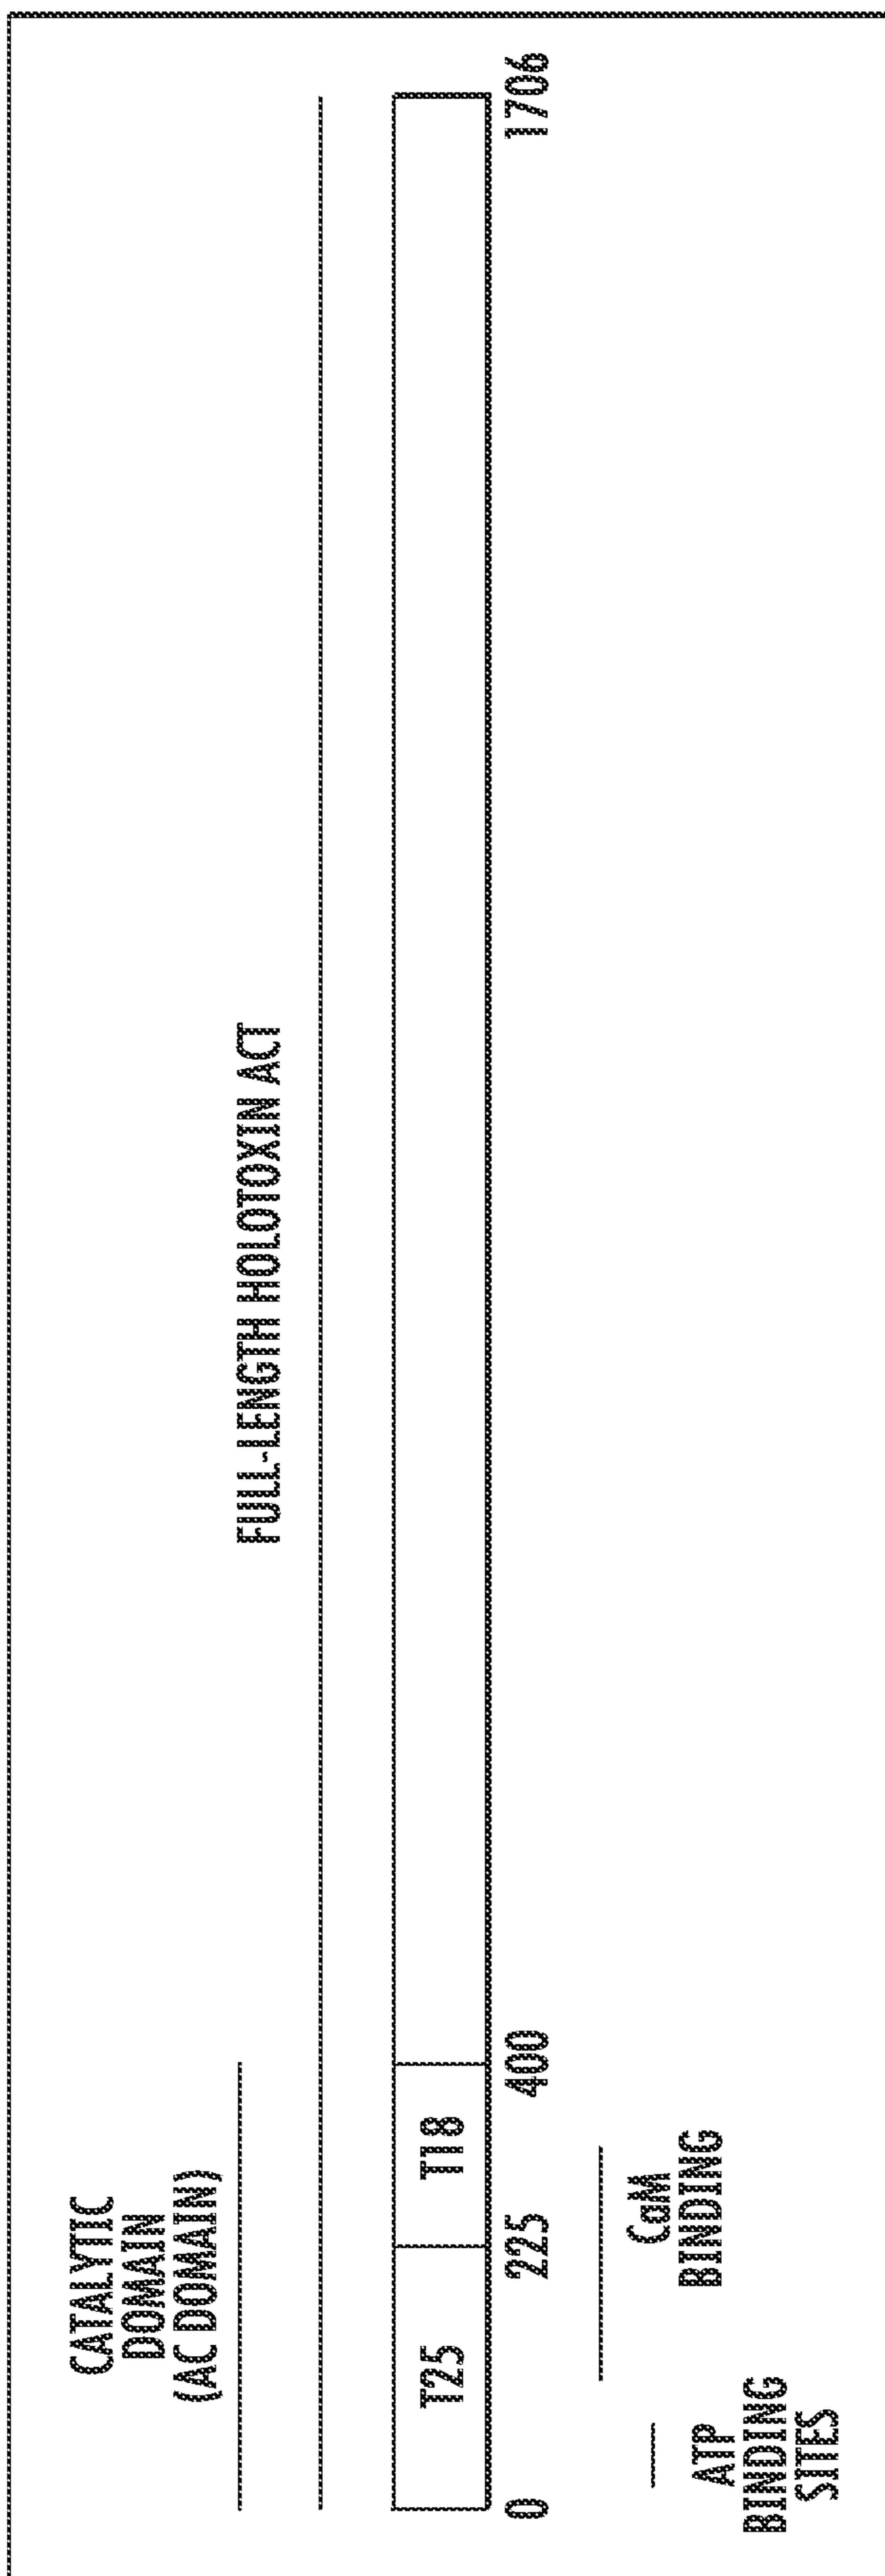 CATALYTIC
DOMAIN
(AC DOMAIN)
FULL-LENGTH HOLOTOXIN ACT
T25
T18
0
225
400
1706
CaM
BINDING
ATP
BINDING
SITES